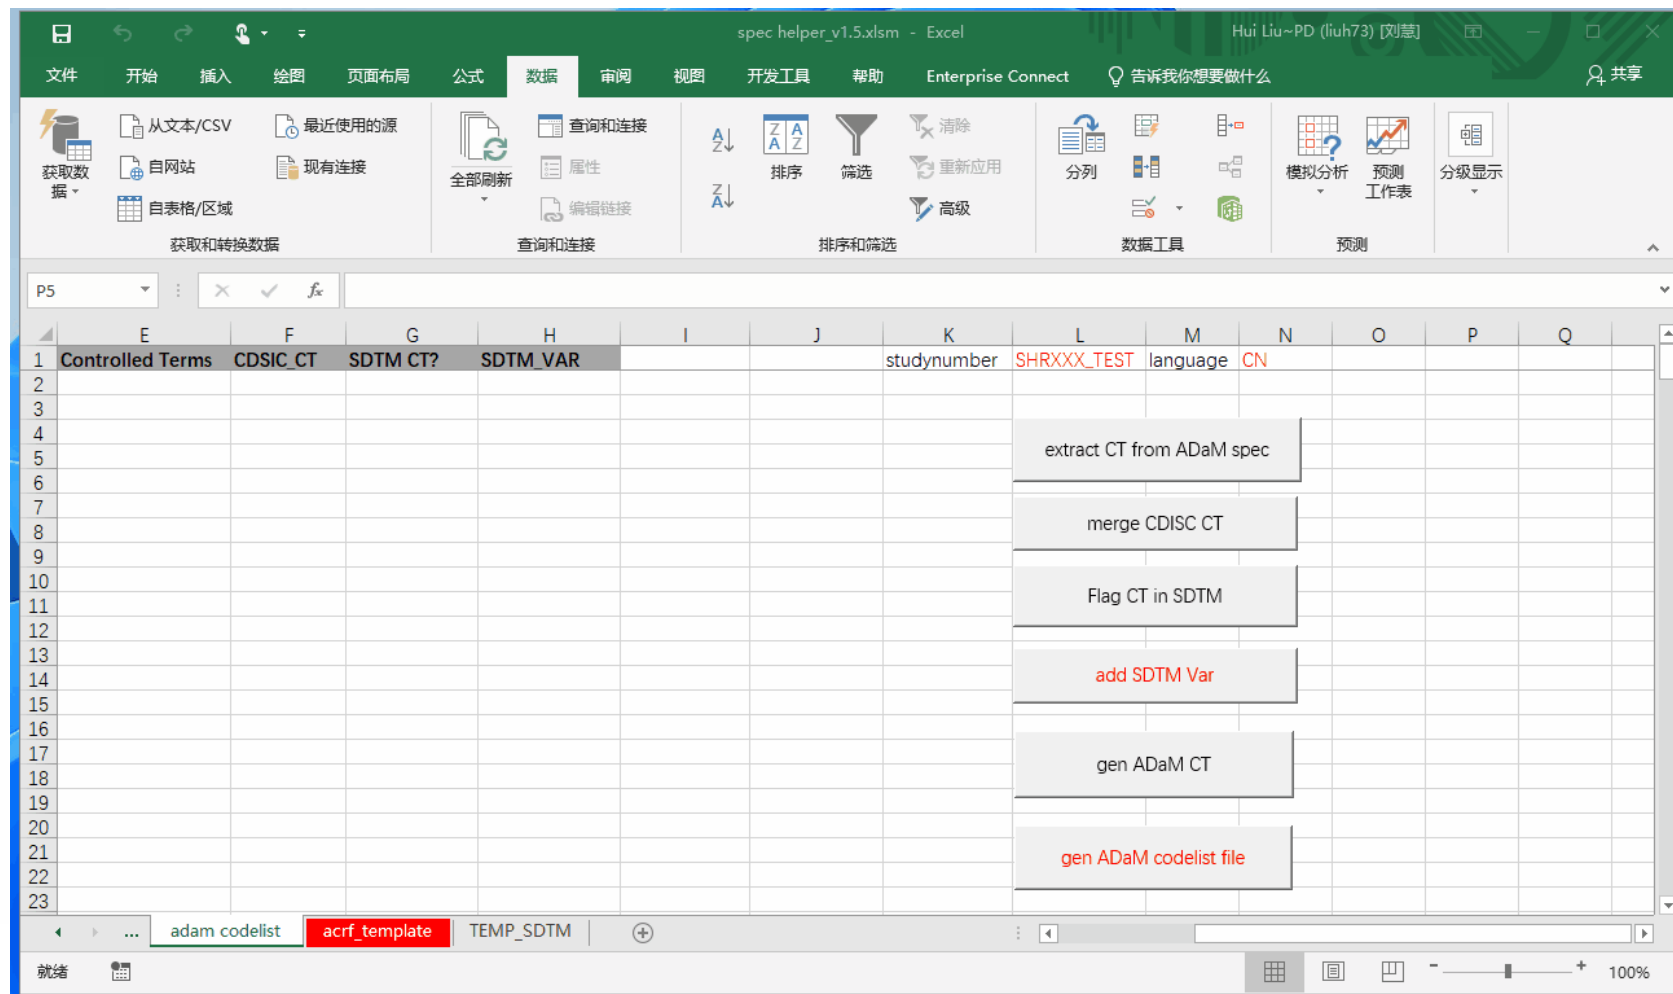 spec helper_v1.5.xlsm - Excel
Hui Liu~PD (liuh73) [刘慧]
文件 开始 插入 绘图 页面布局 公式 数据 审阅 视图 开发工具 帮助 Enterprise Connect 告诉我你想要做什么 共享
获取数据
从文本/CSV
自网站
自表格/区域
最近使用的源
现有连接
获取和转换数据
全部刷新
查询和连接
属性
编辑链接
查询和连接
排序
筛选
清除
重新应用
高级
排序和筛选
分列
数据工具
模拟分析
预测
工作表
预测
分级显示
P5
fx
E F G H I J K L M N O P Q
1 Controlled Terms CDSIC_CT SDTM CT? SDTM_VAR studynumber SHRXXX_TEST language CN
2
3
4
5
6
7
8
9
10
11
12
13
14
15
16
17
18
19
20
21
22
23
extract CT from ADaM spec
merge CDISC CT
Flag CT in SDTM
add SDTM Var
gen ADaM CT
gen ADaM codelist file
... adam codelist acrf_template TEMP_SDTM
就绪
100%